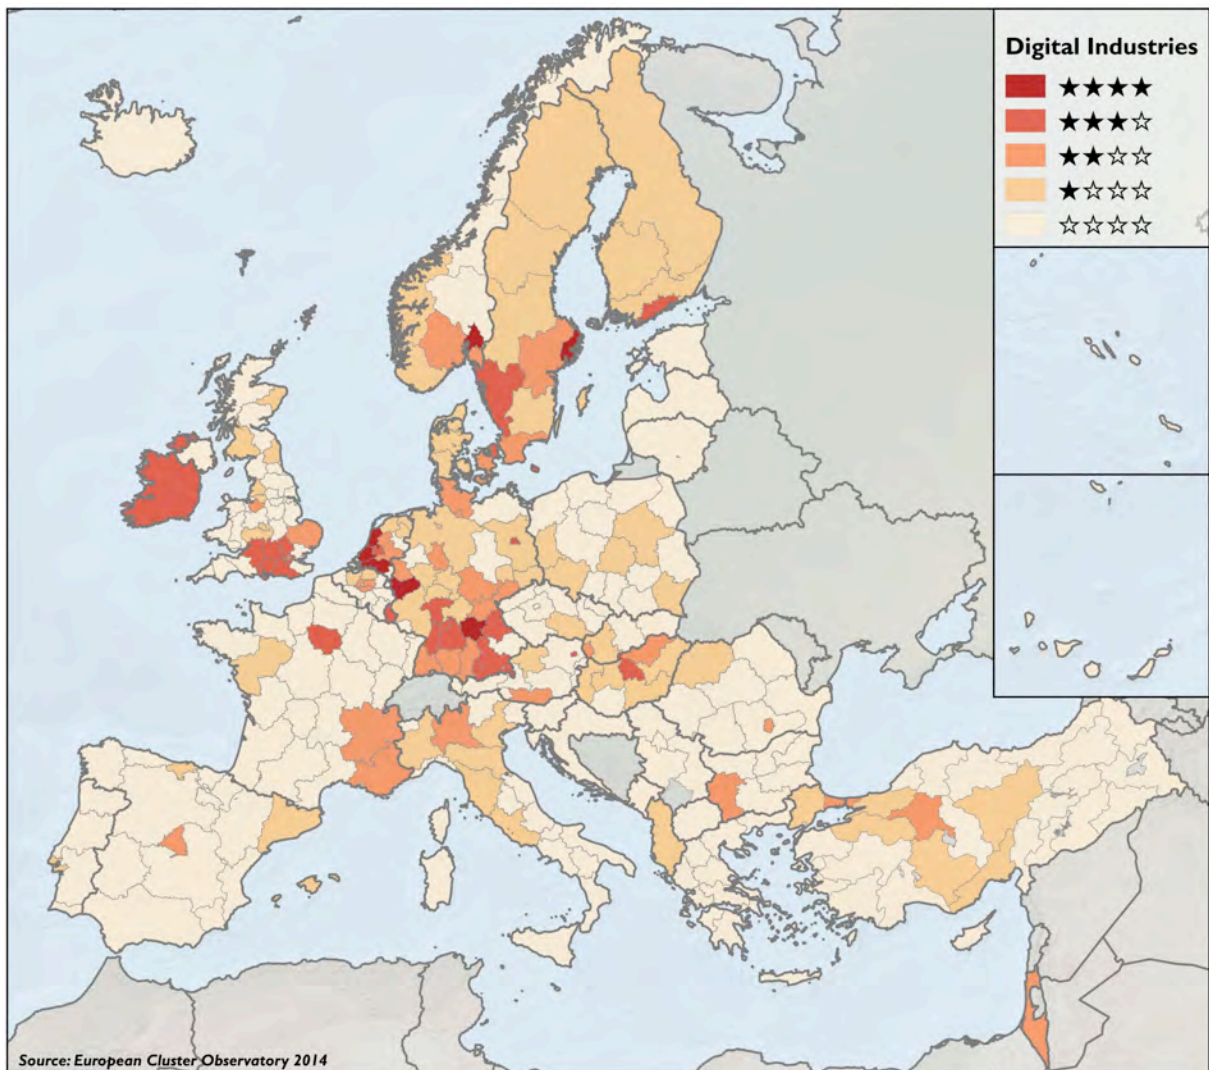 Digital Industries
★★★★
★★★☆
★★☆☆
★☆☆☆
☆☆☆☆
Source: European Cluster Observatory 2014